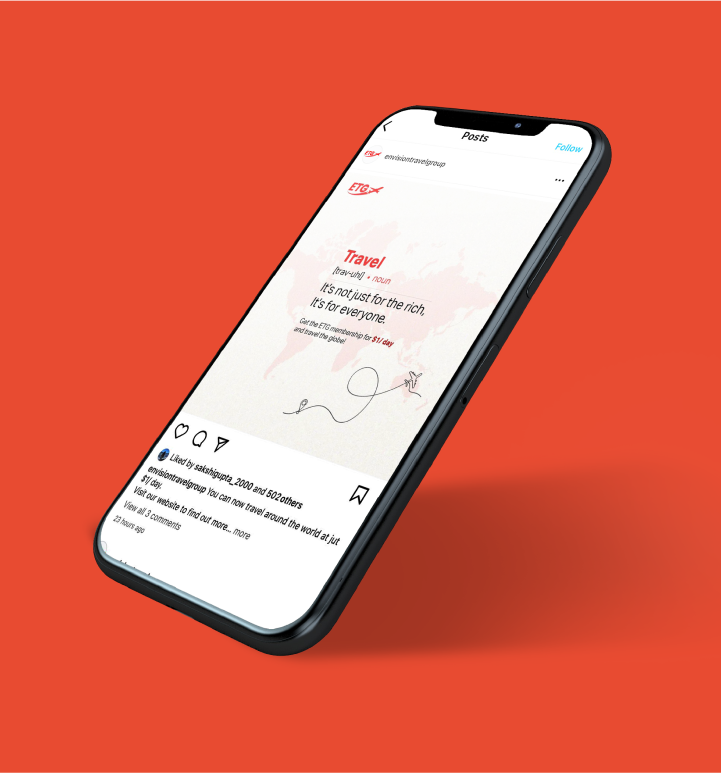 Posts
Follow
ETG
envisiontravelgroup
ETG
Travel
[trav-uhl] • noun
It's not just for the rich,
It's for everyone.
Get the ETG membership for $1/ day
and travel the globe!
Liked by sakshigupta_2000 and 502 others
envisiontravelgroup You can now travel around the world at jut
$1/ day.
Visit our website to find out more... more
View all 3 comments
23 hours ago